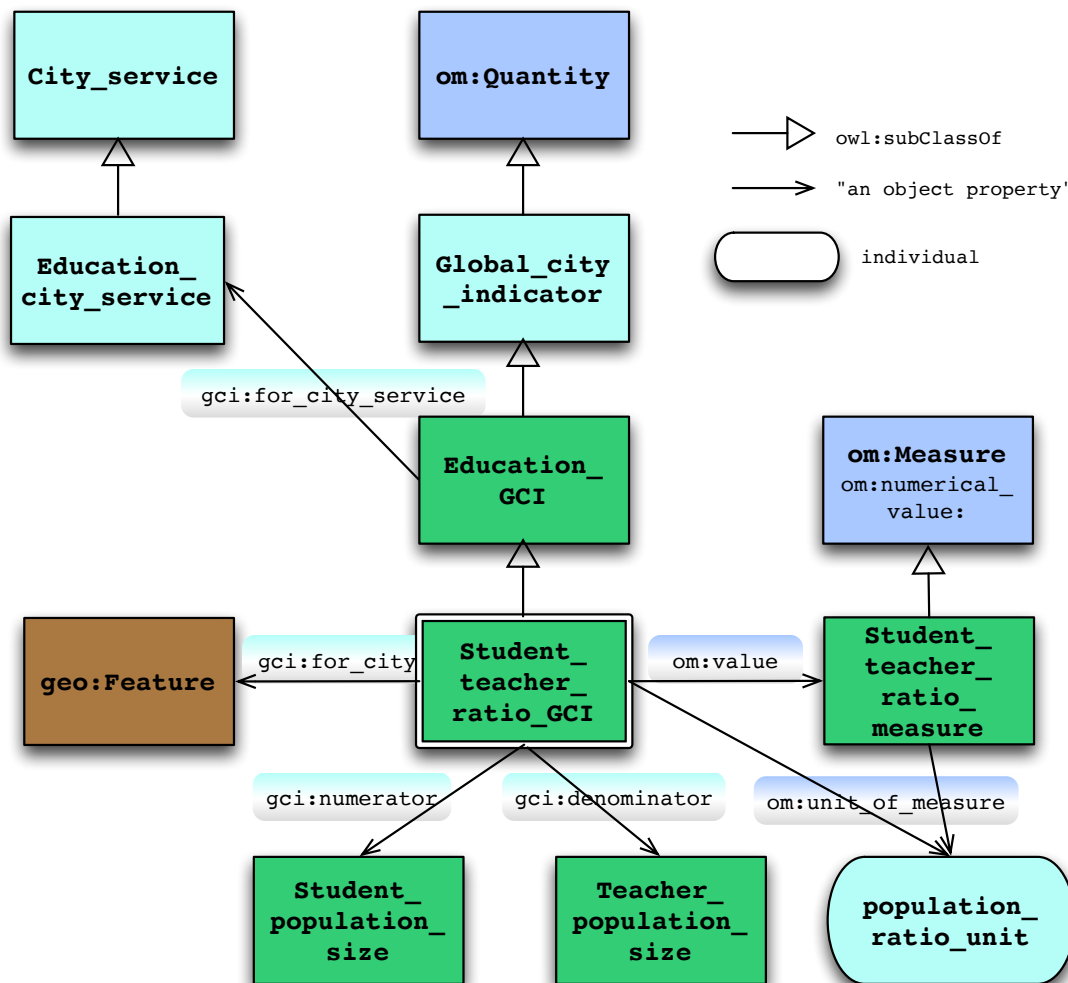 City_service
om:Quantity
owl:subClassOf
"an object property"
Education_
city_service
Global_city
_indicator
individual
gci:for_city_service
Education_
GCI
om:Measure
om:numerical_
value:
geo:Feature
gci:for_city
Student_
teacher_
ratio_GCI
om:value
Student_
teacher_
ratio_
measure
gci:numerator
gci:denominator
om:unit_of_measure
Student_
population_
size
Teacher_
population_
size
population_
ratio_unit